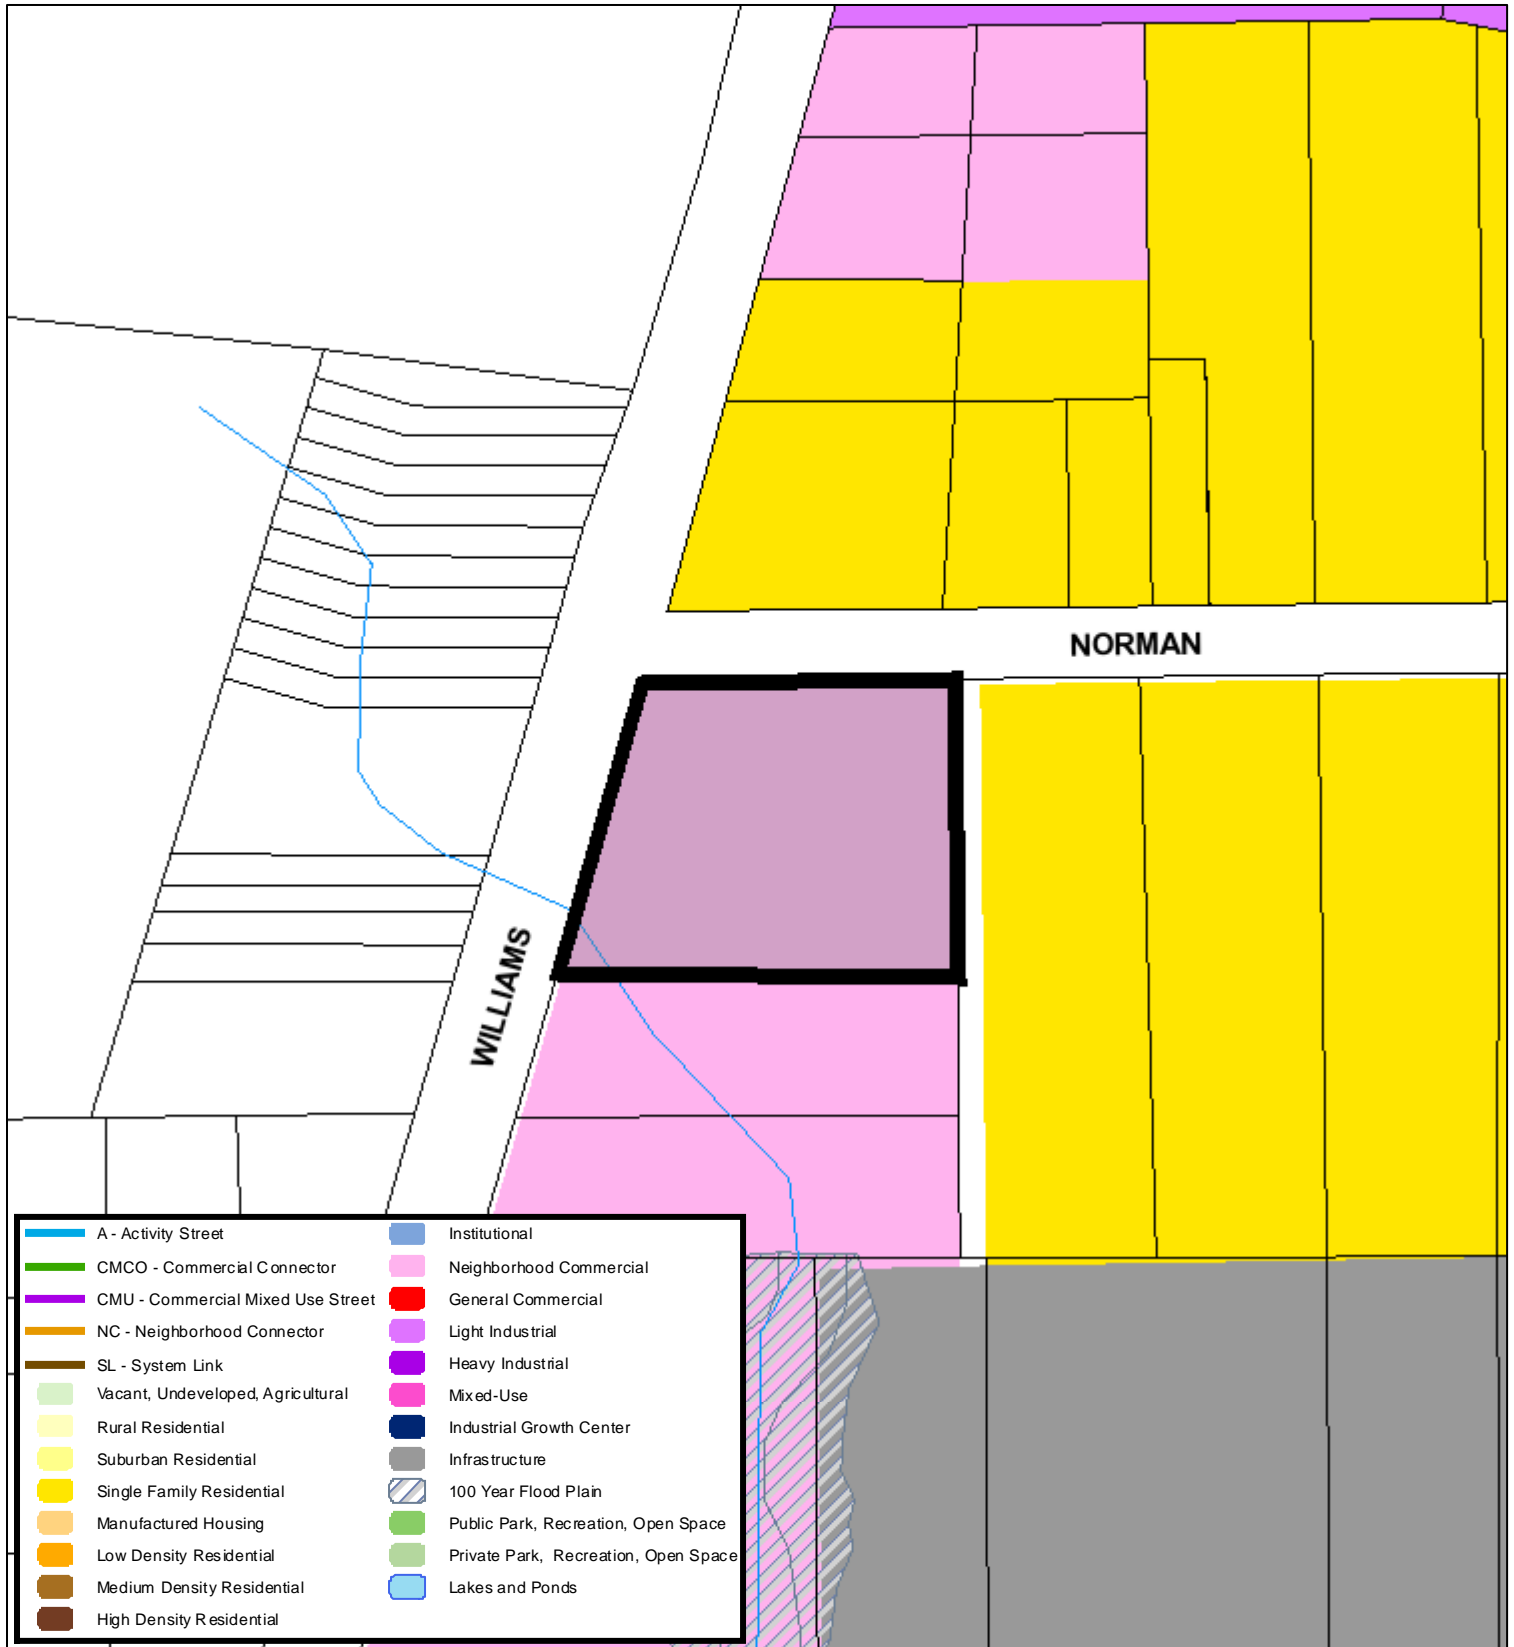 NORMAN
WILLIAMS
A - Activity Street
CMCO - Commercial Connector
CMU - Commercial Mixed Use Street
NC - Neighborhood Connector
SL - System Link
Vacant, Undeveloped, Agricultural
Rural Residential
Suburban Residential
Single Family Residential
Manufactured Housing
Low Density Residential
Medium Density Residential
High Density Residential
Institutional
Neighborhood Commercial
General Commercial
Light Industrial
Heavy Industrial
Mixed-Use
Industrial Growth Center
Infrastructure
100 Year Flood Plain
Public Park, Recreation, Open Space
Private Park, Recreation, Open Space
Lakes and Ponds